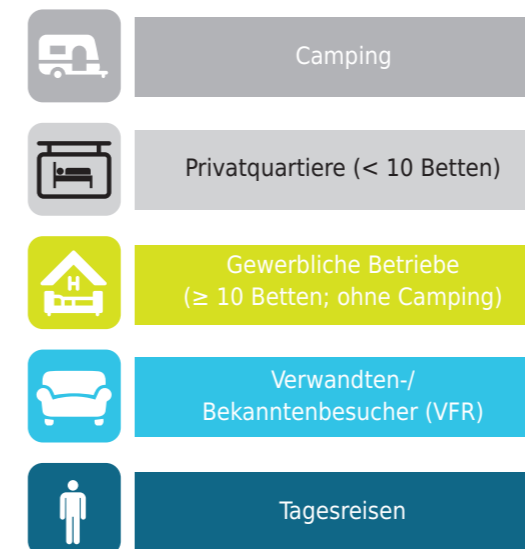 Camping
Privatquartiere (< 10 Betten)
H
Gewerbliche Betriebe
(≥ 10 Betten; ohne Camping)
Verwandten-/
Bekanntenbesucher (VFR)
Tagesreisen